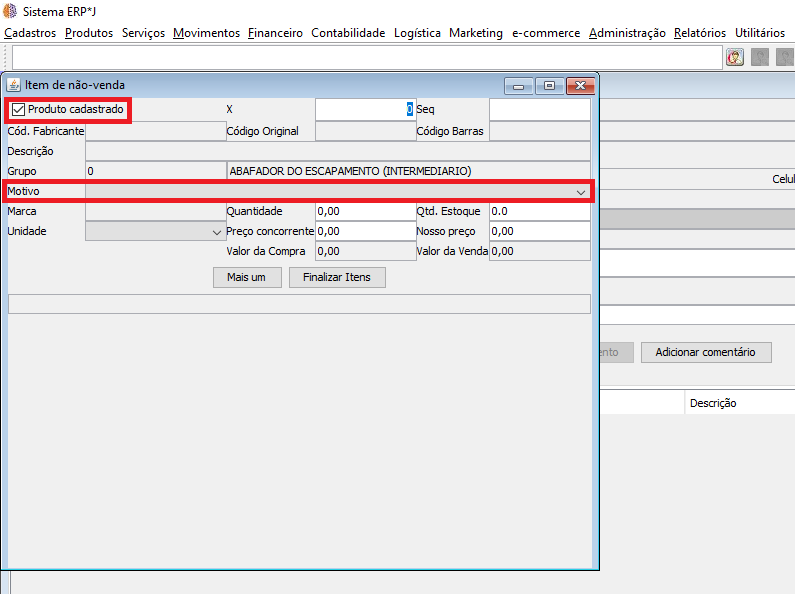 Sistema ERP*J
Cadastros Produtos Serviços Movimentos Financeiro Contabilidade Logística Marketing e-commerce Administração Relatórios Utilitários
Item de não-venda
Produto cadastrado X 0 Seq
Cód. Fabricante Código Original Código Barras
Descrição
Grupo 0 ABAFADOR DO ESCAPAMENTO (INTERMEDIARIO)
Celul
Motivo
Marca Quantidade 0,00 Qtd. Estoque 0.0
Unidade Preço concorrente 0,00 Nosso preço 0,00
Valor da Compra 0,00 Valor da Venda 0,00
Mais um Finalizar Itens
ento Adicionar comentário
Descrição